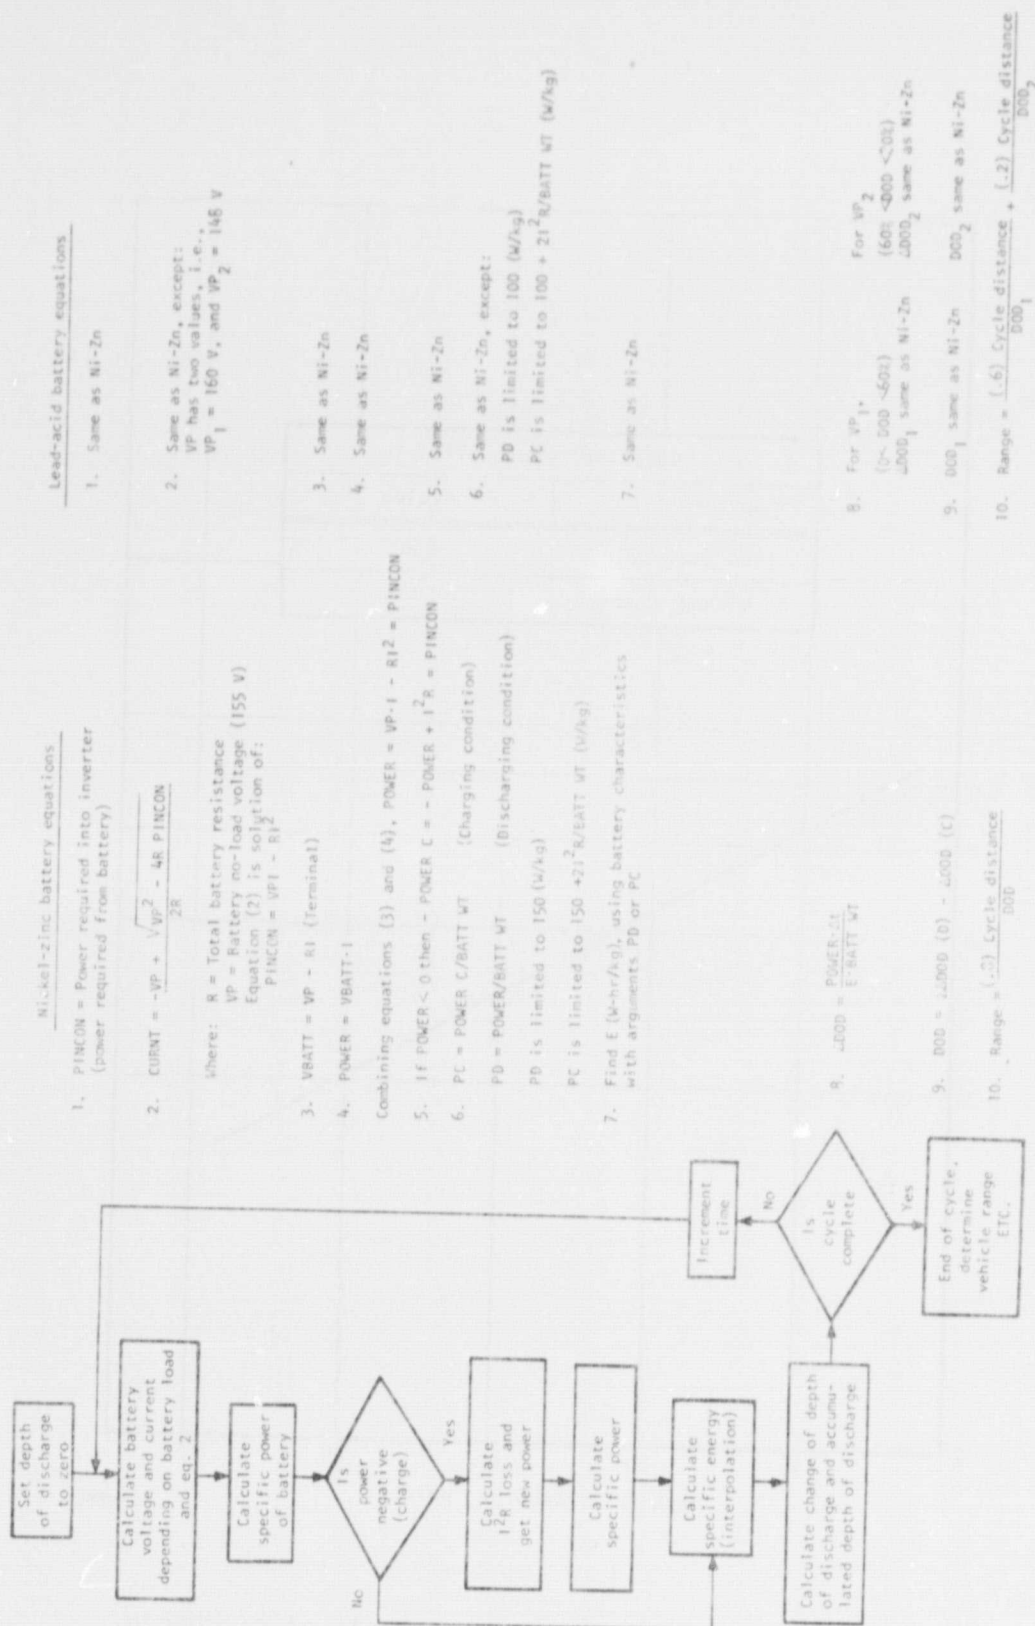 Set depth
of discharge
to zero
Calculate battery
voltage and current
depending on battery load
and eq. 2
Calculate
specific power
of battery
Is
power
negative
(charge)
No
Yes
Calculate
I²R loss and
get new power
Calculate
specific power
Calculate
specific energy
(interpolation)
Calculate change of depth
of discharge and accumu-
lated depth of discharge
Increment
time
No
Is
cycle
complete
Yes
End of cycle,
determine
vehicle range
ETC.
Nickel-zinc battery equations
1. PINCON = Power required into inverter
(power required from battery)
2. CURNT = -VP + √VP² - 4R PINCON
2R
Where: R = Total battery resistance
VP = Battery no-load voltage (155 V)
Equation (2) is solution of:
PINCON = VPI - RI²
3. VBATT = VP - RI (Terminal)
4. POWER = VBATT·I
Combining equations (3) and (4), POWER = VP·I - RI² = PINCON
5. If POWER < 0 then - POWER C = - POWER + I²R = PINCON
6. PC = POWER C/BATT WT (Charging condition)
PD = POWER/BATT WT (Discharging condition)
PD is limited to 150 (W/kg)
PC is limited to 150 +2I²R/BATT WT (W/kg)
7. Find E (W-hr/kg), using battery characteristics
with arguments PD or PC
8. ΔDOD = POWER·Δt
E·BATT WT
9. DOD = ΣΔDOD (D) - ΔDOD (C)
10. Range = Cycle distance
DOD
Lead-acid battery equations
1. Same as Ni-Zn
2. Same as Ni-Zn, except:
VP has two values, i.e.,
VP₁ = 160 V, and VP₂ = 148 V
3. Same as Ni-Zn
4. Same as Ni-Zn
5. Same as Ni-Zn
6. Same as Ni-Zn, except:
PD is limited to 100 (W/kg)
PC is limited to 100 + 2I²R/BATT WT (W/kg)
7. Same as Ni-Zn
8. For VP₁, For VP₂
DOD <60%) (60% <DOD
ΔDOD₁ same as Ni-Zn ΔDOD₂ same as Ni-Zn
9. DOD₁ same as Ni-Zn DOD₂ same as Ni-Zn
10. Range = (.6) Cycle distance + (.2) Cycle distance
DOD₁ DOD₂